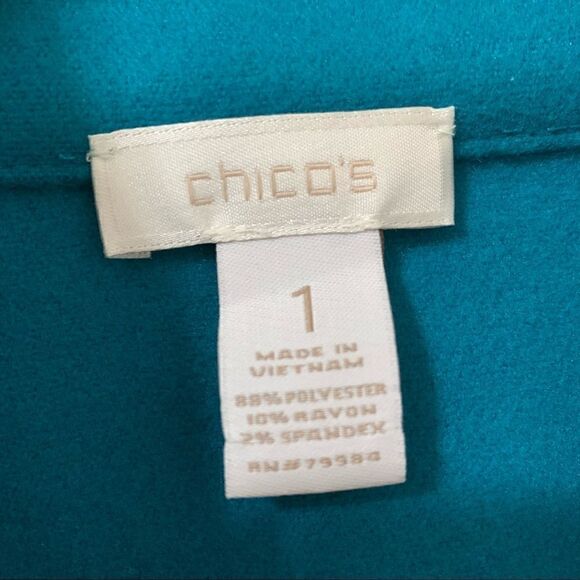 chico's
1
MADE IN
VIETNAM
88% POLYESTER
10% RAYON
2% SPANDEX
RN# 79984